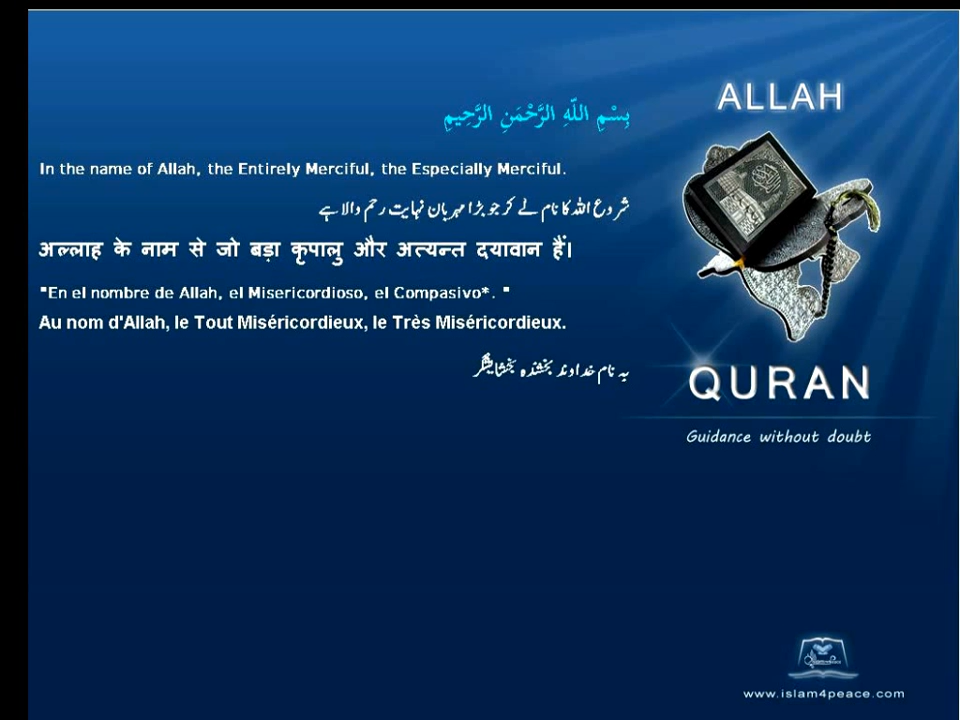 بِسْمِ اللّهِ الرَّحْمَنِ الرَّحِيمِ
In the name of Allah, the Entirely Merciful, the Especially Merciful.
شروع اللہ کا نام لے کر جو بڑا مہربان نہایت رحم والا ہے
अल्लाह के नाम से जो बड़ा कृपालु और अत्यन्त दयावान हैं।
"En el nombre de Allah, el Misericordioso, el Compasivo*. "
Au nom d'Allah, le Tout Miséricordieux, le Très Miséricordieux.
به نام خداوند بخشنده بخشایشگر
ALLAH
QURAN
Guidance without doubt
www.islam4peace.com